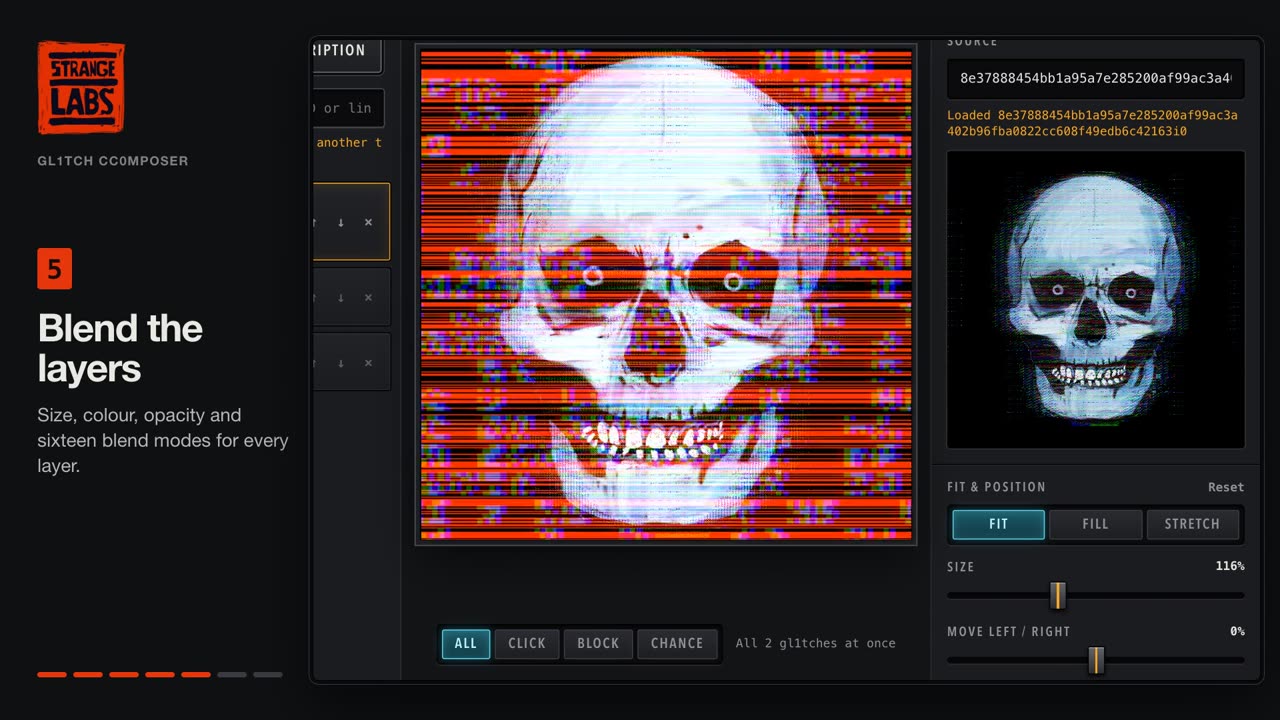 STRANGE
LABS
GL1TCH CC0MPOSER
5
Blend the
layers
Size, colour, opacity and
sixteen blend modes for every
layer.
RIPTION
or lin
another t
↑ ↓ ×
↑ ↓ ×
↑ ↓ ×
ALL CLICK BLOCK CHANCE All 2 gl1tches at once
SOURCE
8e37888454bb1a95a7e285200af99ac3a4
Loaded 8e37888454bb1a95a7e285200af99ac3a
402b96fba0822cc608f49edb6c42163i0
FIT & POSITION Reset
FIT FILL STRETCH
SIZE 116%
MOVE LEFT / RIGHT 0%